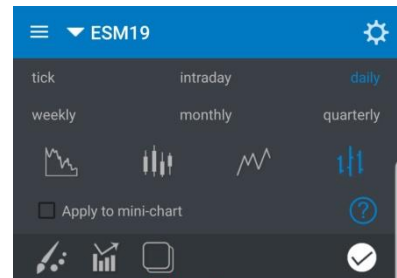 ESM19
tick intraday daily
weekly monthly quarterly
Apply to mini-chart ?